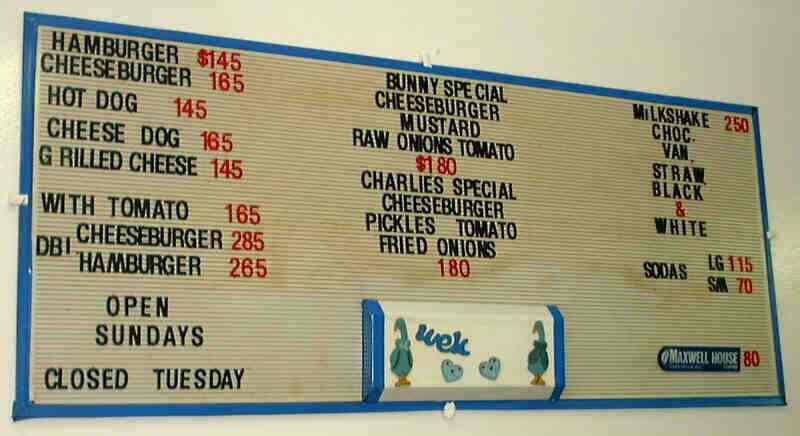 HAMBURGER $145
CHEESEBURGER 165
HOT DOG 145
CHEESE DOG 165
GRILLED CHEESE 145
WITH TOMATO 165
DBL CHEESEBURGER 285
HAMBURGER 265
OPEN
SUNDAYS
CLOSED TUESDAY
BUNNY SPECIAL
CHEESEBURGER
MUSTARD
RAW ONIONS TOMATO
$180
CHARLIES SPECIAL
CHEESEBURGER
PICKLES TOMATO
FRIED ONIONS
180
MILKSHAKE 250
CHOC.
VAN.
STRAW.
BLACK
&
WHITE
SODAS LG 115
SM 70
MAXWELL HOUSE 80